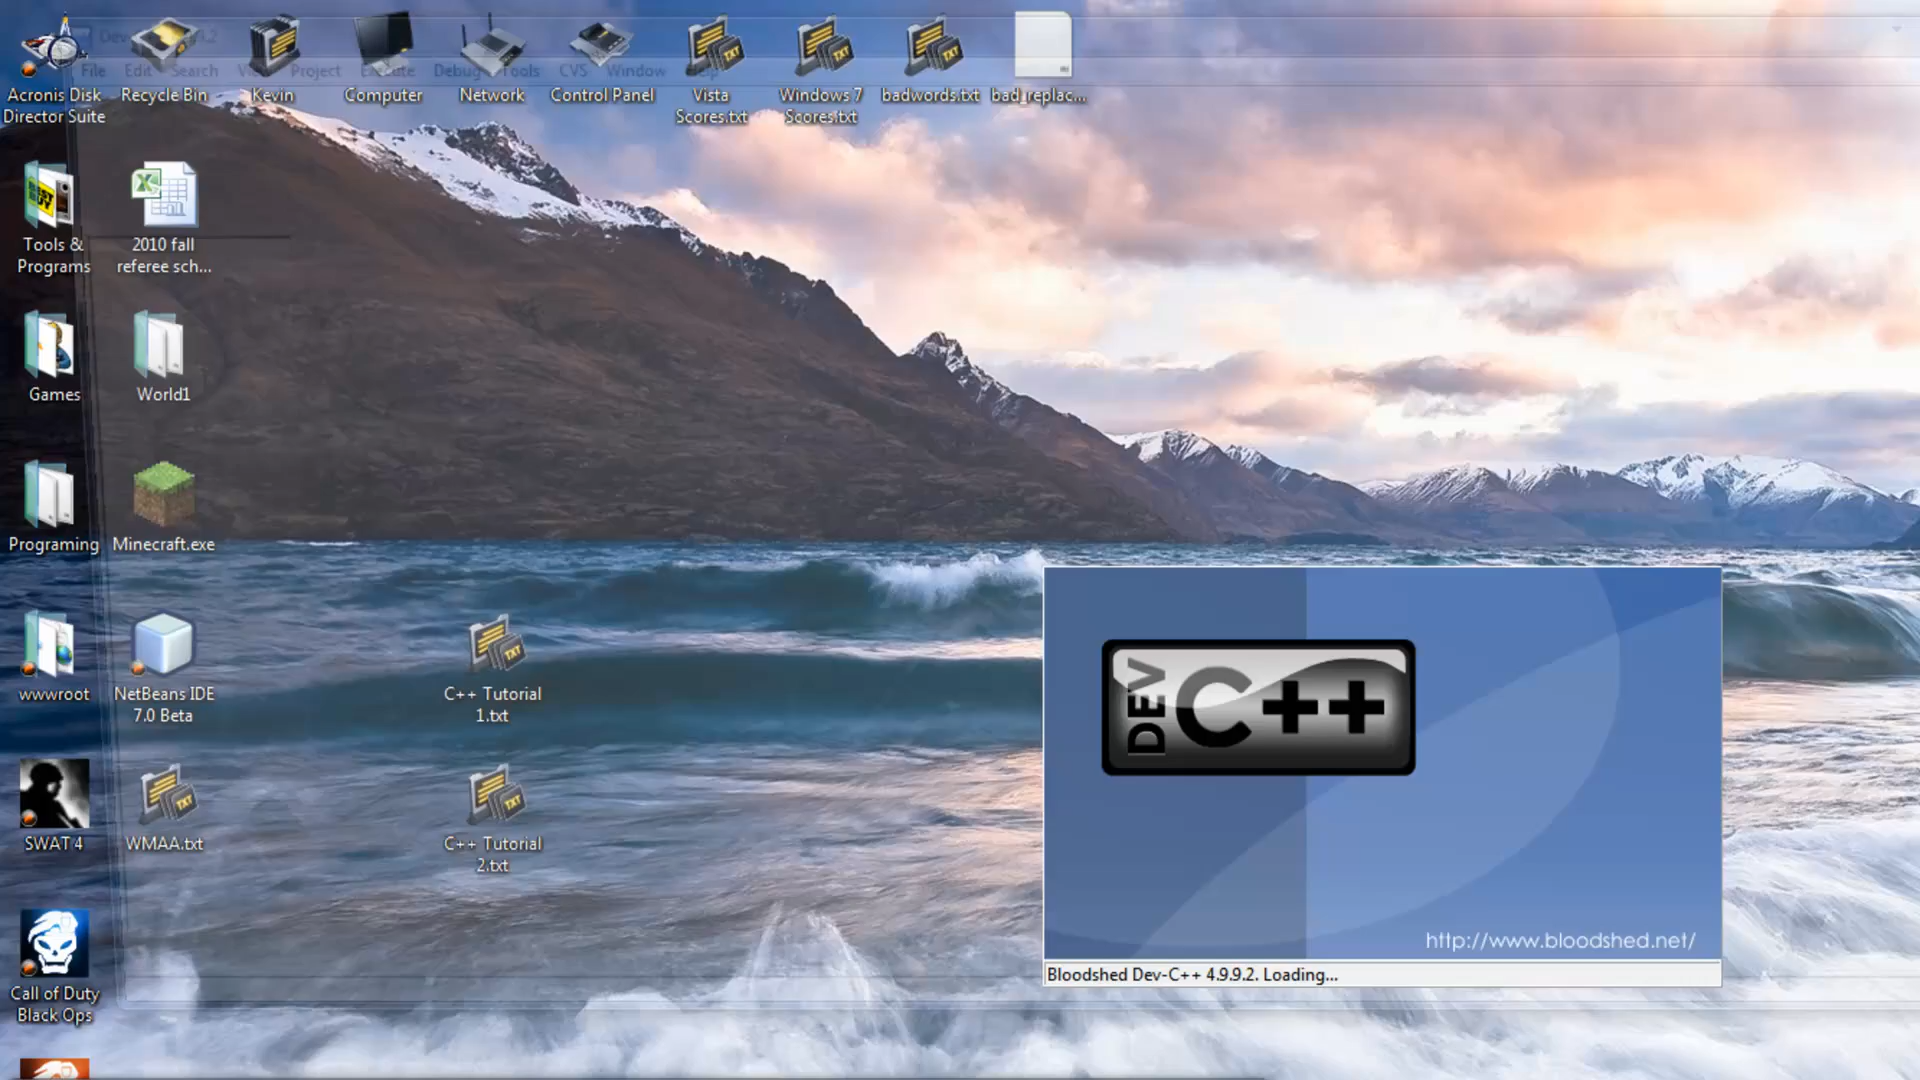 Dev
File Edit Search Project Execute Debug Tools CVS Window Help
Acronis Disk
Director Suite
Recycle Bin
Kevin
Computer
Network
Control Panel
Vista
Scores.txt
Windows 7
Scores.txt
badwords.txt
bad_replac...
Tools &
Programs
2010 fall
referee sch...
Games
World1
Programing
Minecraft.exe
wwwroot
NetBeans IDE
7.0 Beta
C++ Tutorial
1.txt
SWAT 4
WMAA.txt
C++ Tutorial
2.txt
Call of Duty
Black Ops
DEV C++
http://www.bloodshed.net/
Bloodshed Dev-C++ 4.9.9.2. Loading...